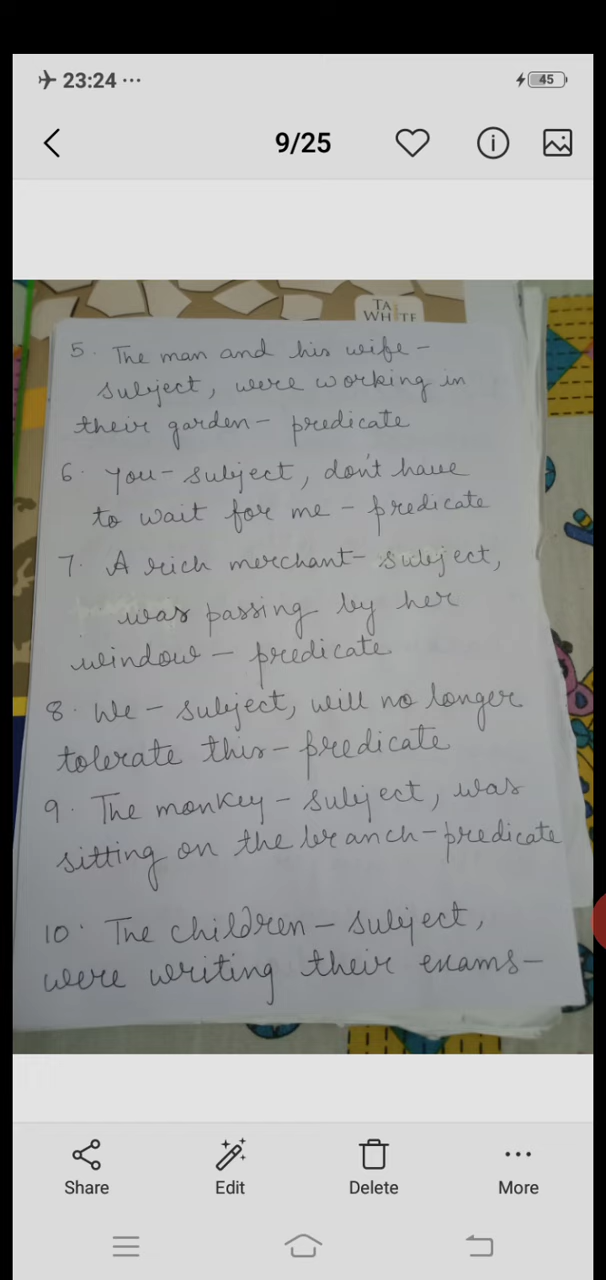 23:24 ...
45
9/25
TA
WHITE
5. The man and his wife-
subject, were working in
their garden- predicate
6. You- subject, don't have
to wait for me - predicate
7. A rich merchant- subject,
was passing by her
window - predicate
8. We - subject, will no longer
tolerate this- predicate
9. The monkey - subject, was
sitting on the branch-predicate
10. The children - subject,
were writing their exams-
Share
Edit
Delete
More